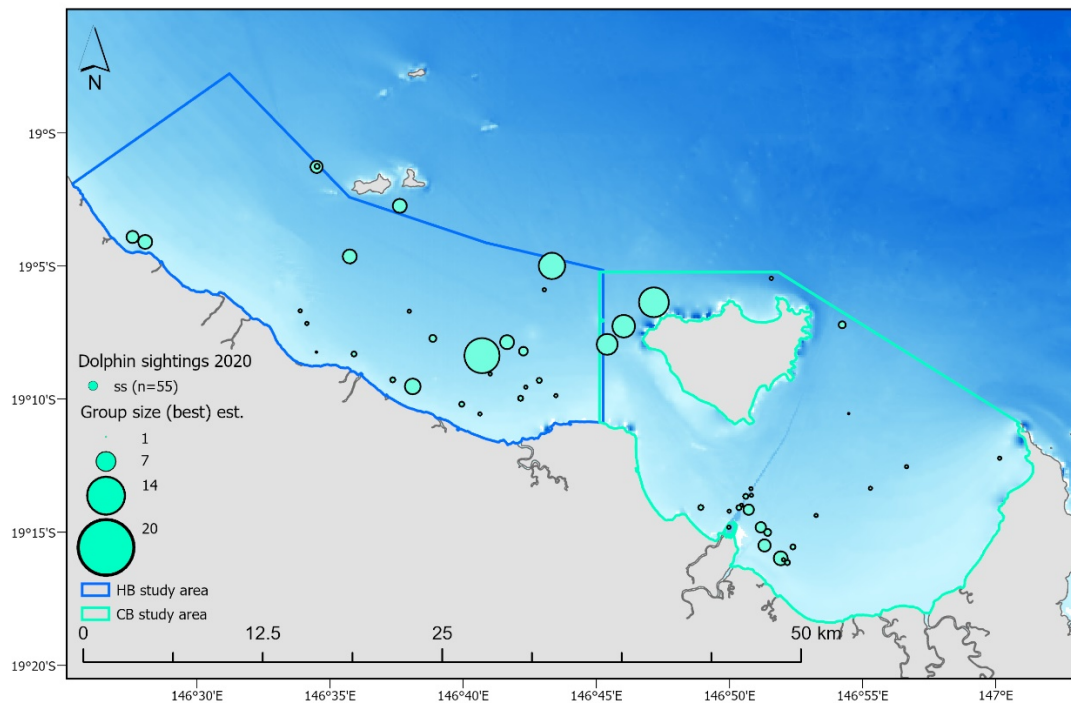 N
19°S
19°5'S
19°10'S
19°15'S
19°20'S
Dolphin sightings 2020
ss (n=55)
Group size (best) est.
1
7
14
20
HB study area
CB study area
0 12.5 25 50 km
146°30'E 146°35'E 146°40'E 146°45'E 146°50'E 146°55'E 147°E